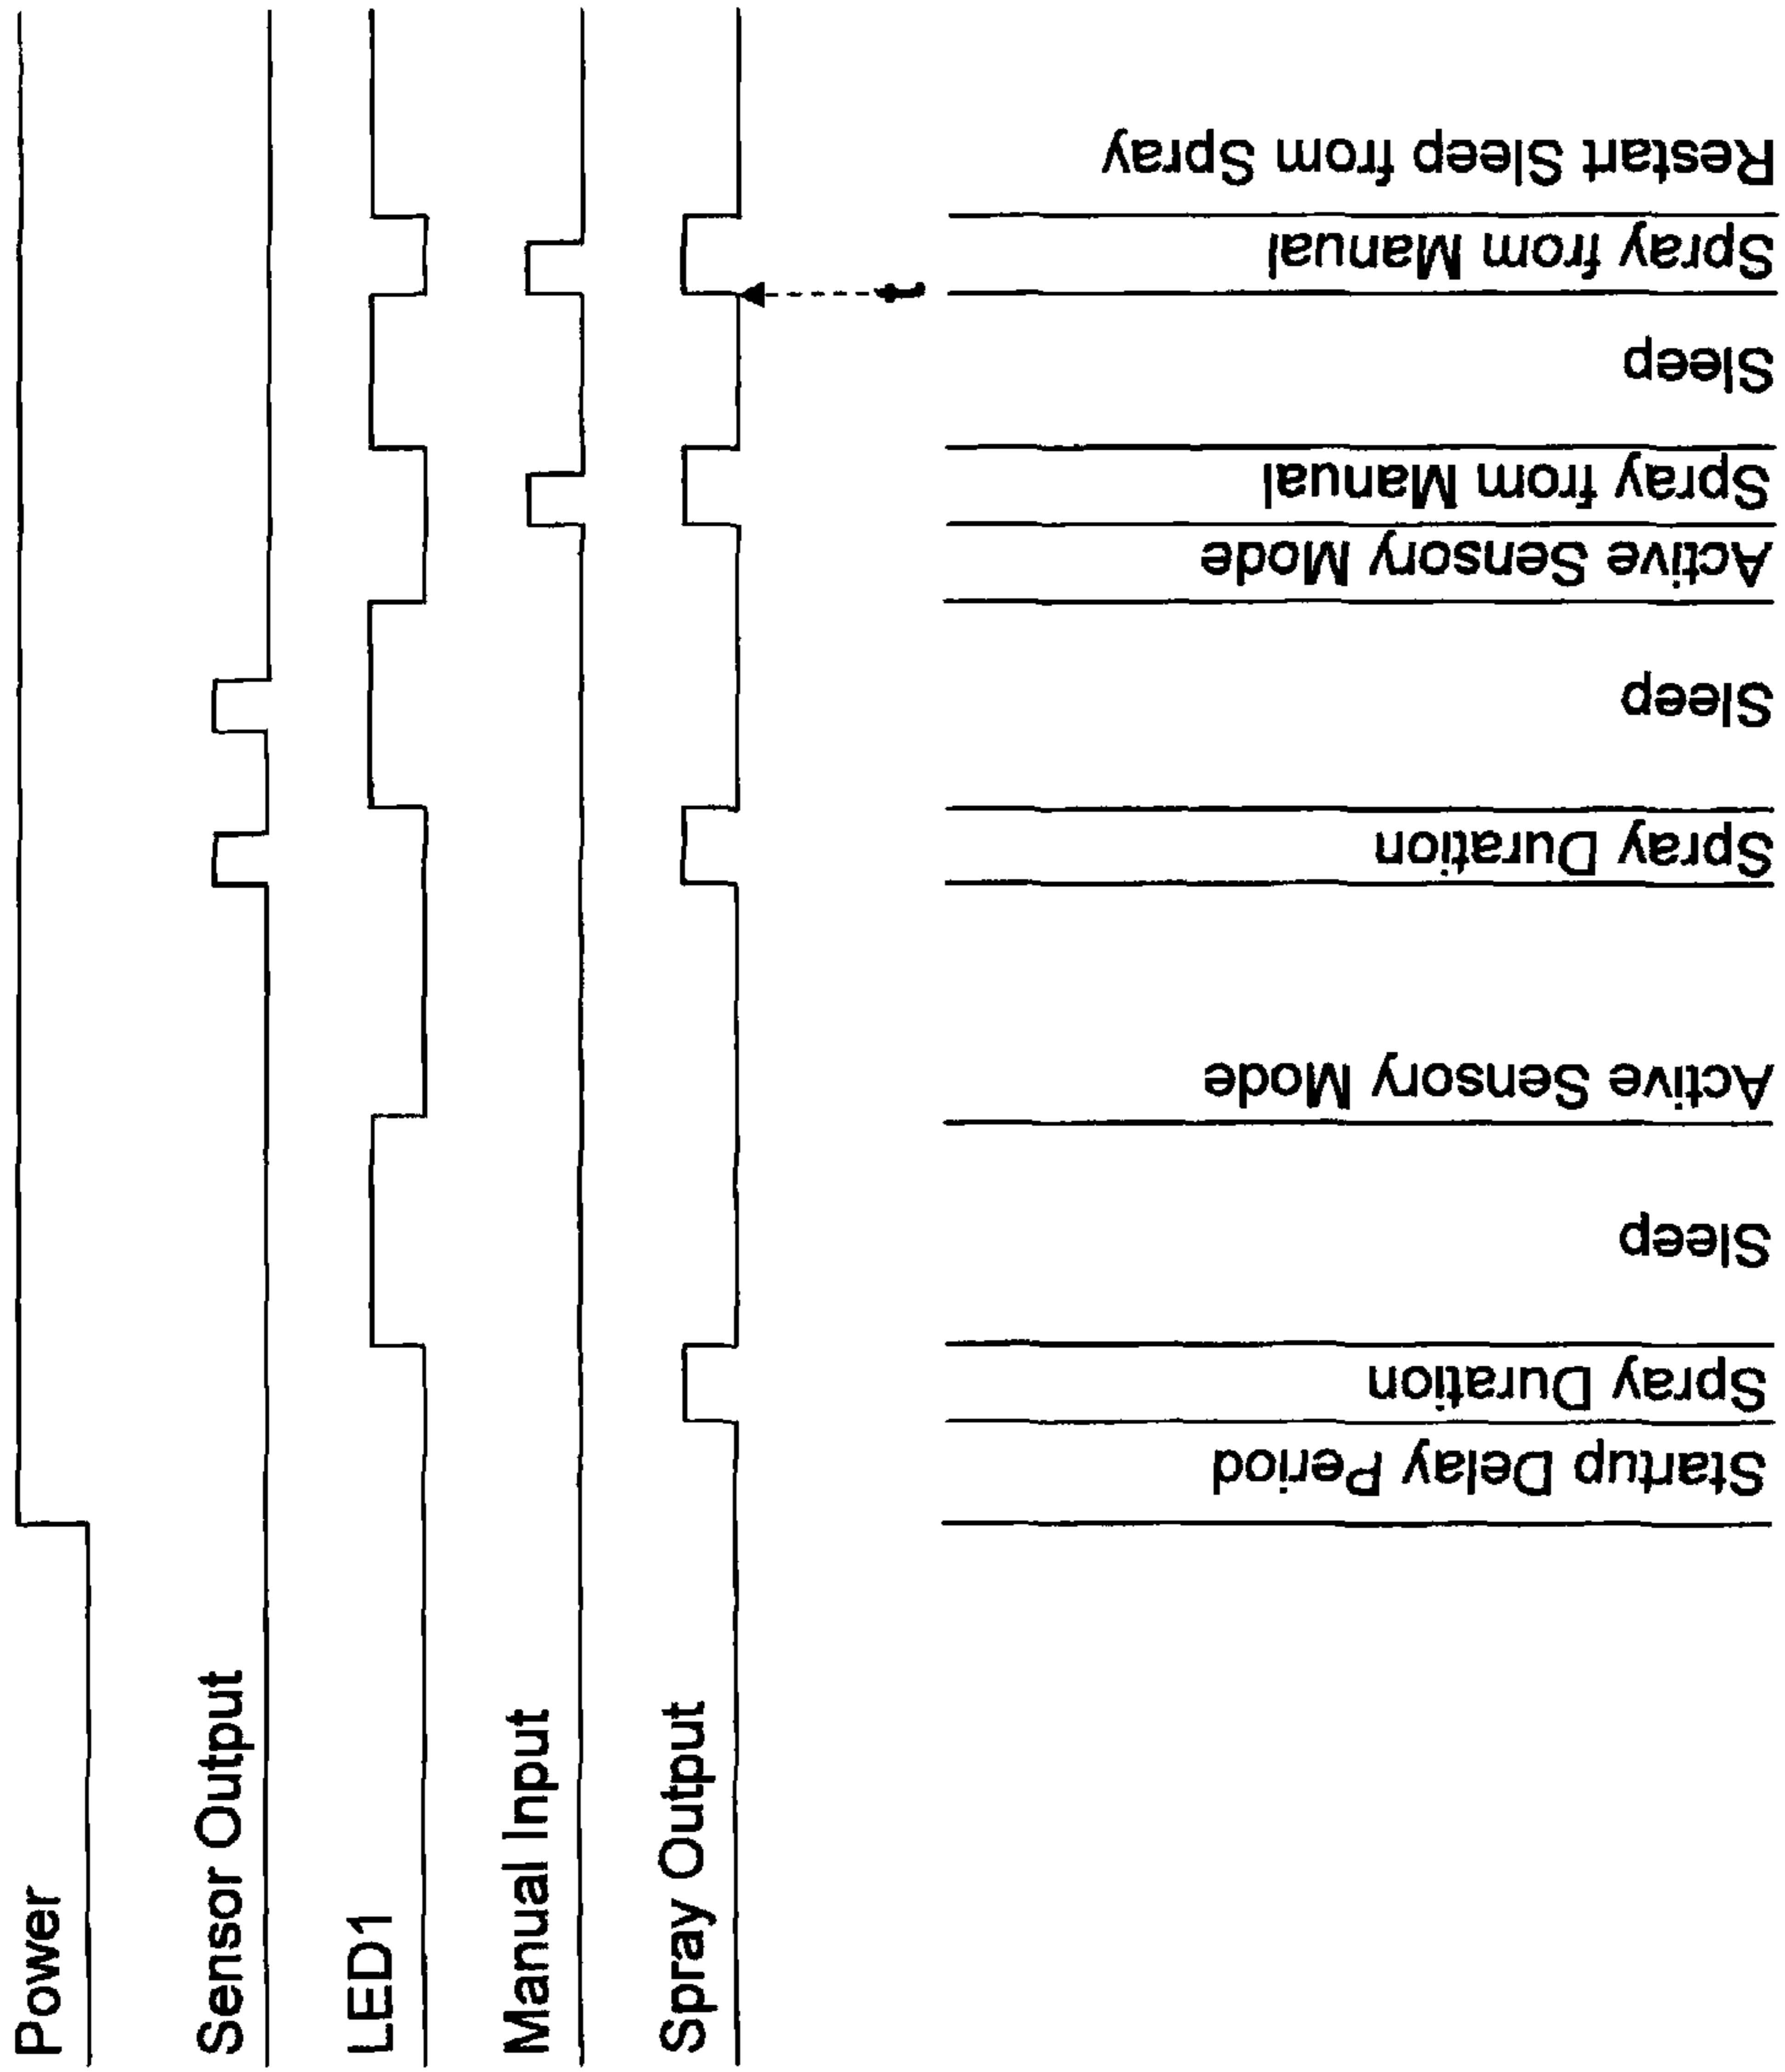 Power
Sensor Output
LED1
Manual Input
Spray Output
Startup Delay Period
Spray Duration
Sleep
Active Sensory Mode
Spray Duration
Sleep
Active Sensory Mode
Spray from Manual
Sleep
Spray from Manual
Restart Sleep from Spray